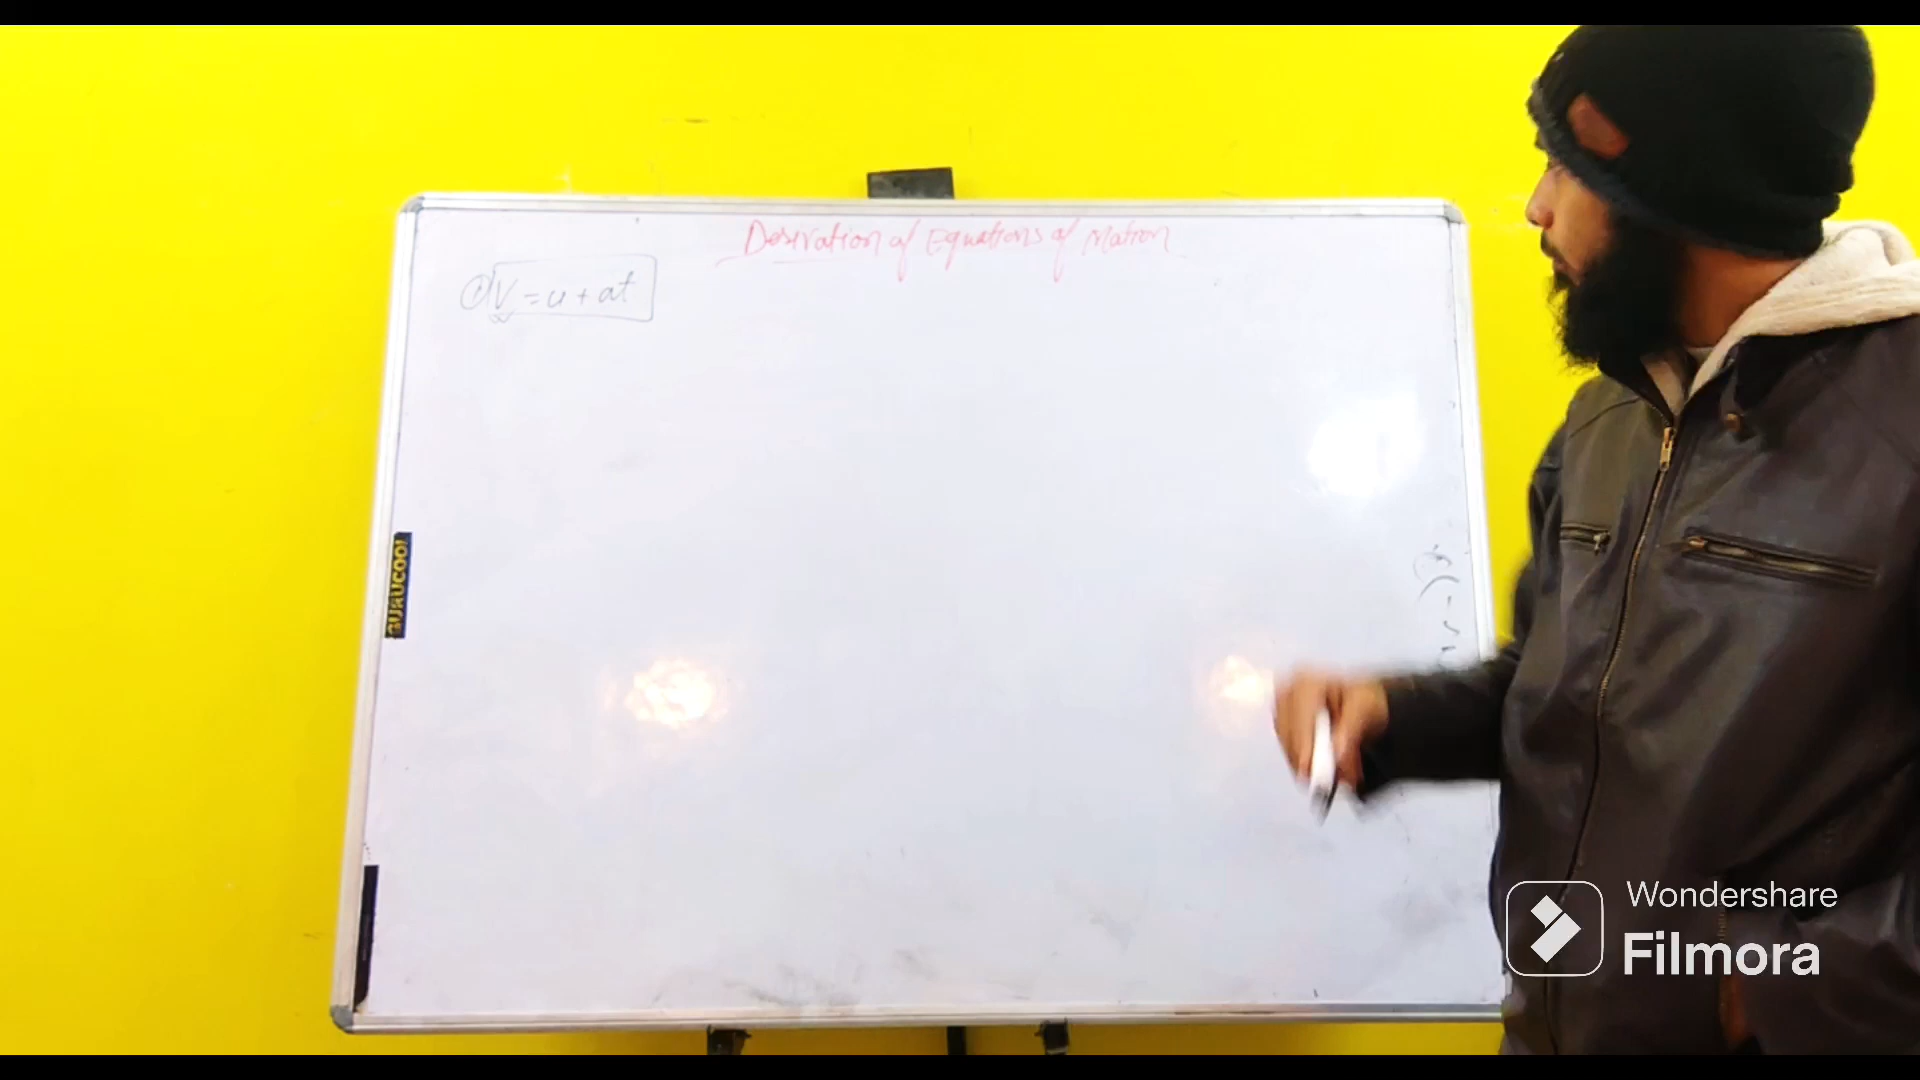 Derivation of Equations of Motion
① V = u + at
GURUCOOL
Wondershare
Filmora